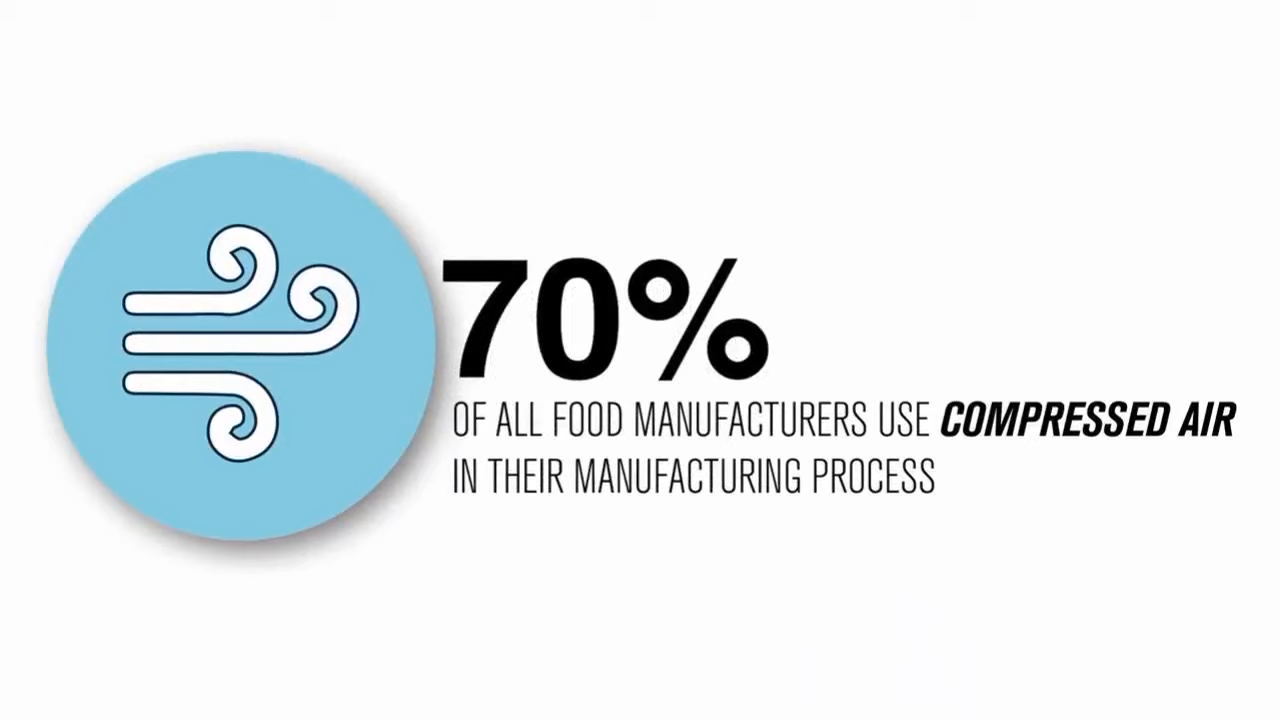 70%
OF ALL FOOD MANUFACTURERS USE COMPRESSED AIR
IN THEIR MANUFACTURING PROCESS